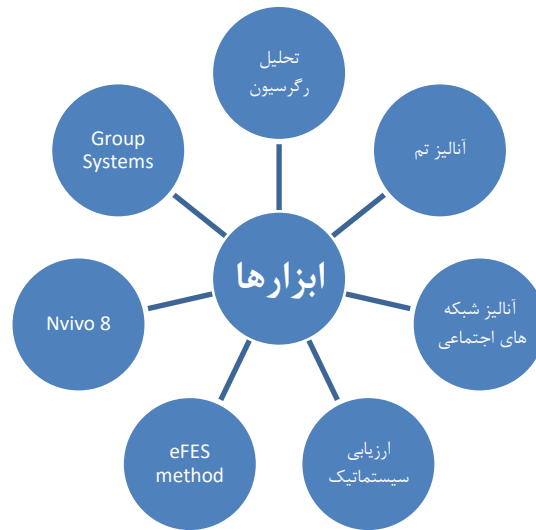 تحلیل
رگرسیون
آنالیز تم
آنالیز شبکه
های اجتماعی
ارزیابی
سیستماتیک
eFES
method
Nvivo 8
Group
Systems
ابزارها